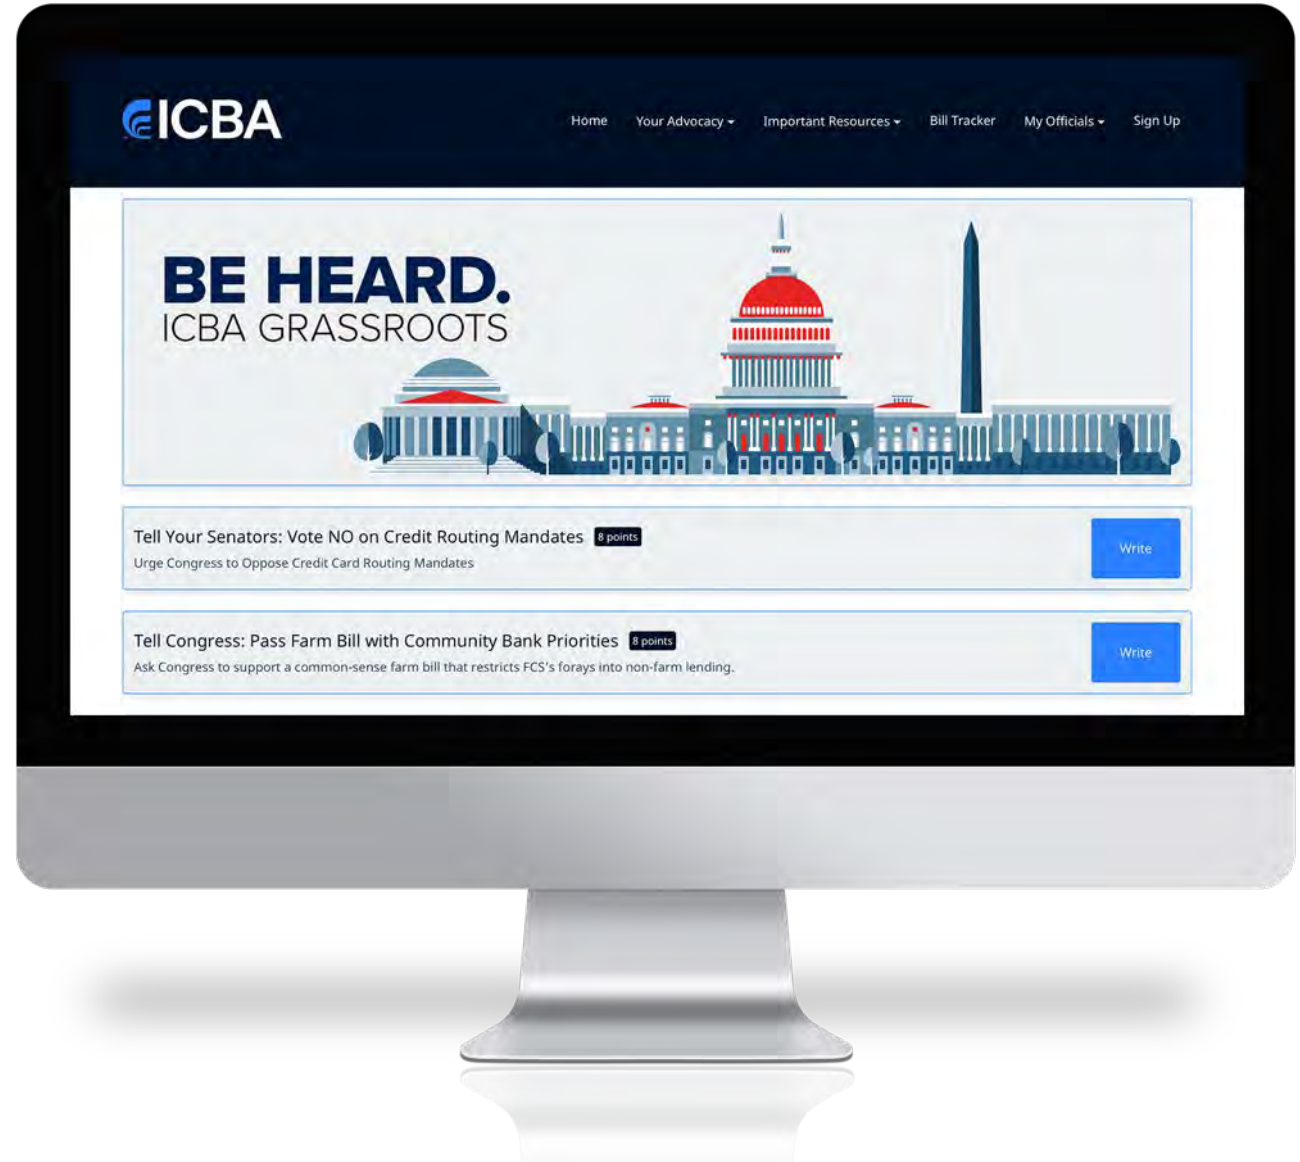 ICBA
Home Your Advocacy Important Resources Bill Tracker My Officials Sign Up
BE HEARD.
ICBA GRASSROOTS
Tell Your Senators: Vote NO on Credit Routing Mandates 8 points
Urge Congress to Oppose Credit Card Routing Mandates
Write
Tell Congress: Pass Farm Bill with Community Bank Priorities 8 points
Ask Congress to support a common-sense farm bill that restricts FCS's forays into non-farm lending.
Write